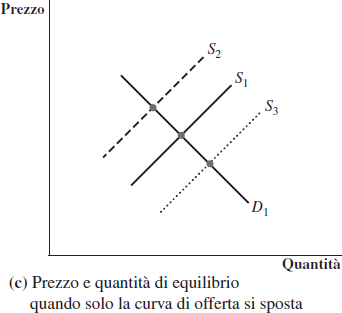 Prezzo
S₂
S₁
S₃
D₁
Quantità
(c) Prezzo e quantità di equilibrio
quando solo la curva di offerta si sposta